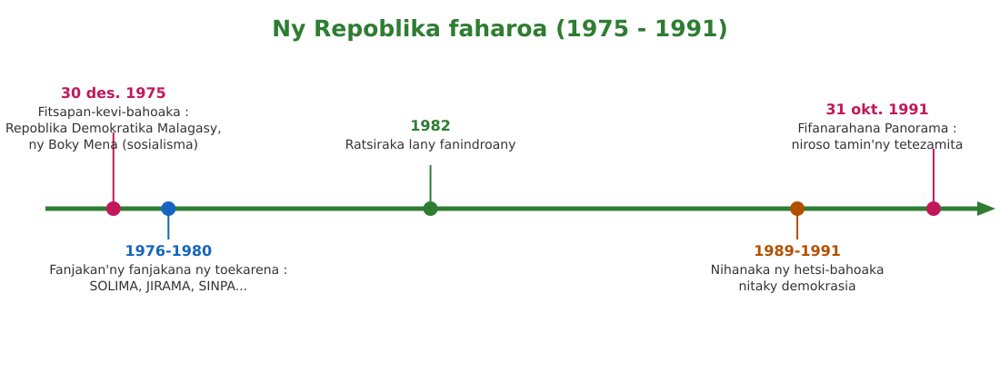 Ny Repoblika faharoa (1975 - 1991)
30 des. 1975
Fitsapan-kevi-bahoaka :
Repoblika Demokratika Malagasy,
ny Boky Mena (sosialisma)
1976-1980
Fanjakan'ny fanjakana ny toekarena :
SOLIMA, JIRAMA, SINPA...
1982
Ratsiraka lany fanindroany
1989-1991
Nihanaka ny hetsi-bahoaka
nitaky demokrasia
31 okt. 1991
Fifanarahana Panorama :
niroso tamin'ny tetezamita